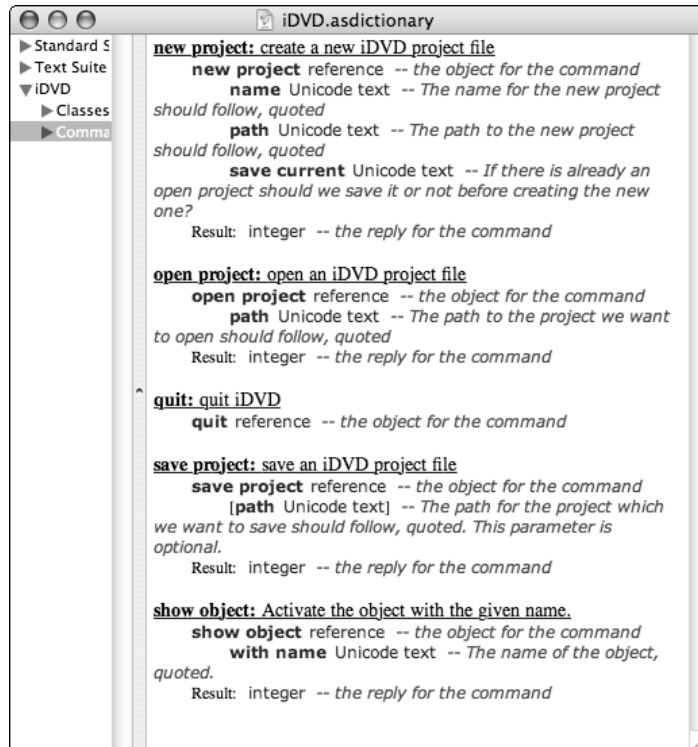 iDVD.asdictionary
Standard S
Text Suite
iDVD
Classes
Comma
new project: create a new iDVD project file
new project reference -- the object for the command
name Unicode text -- The name for the new project
should follow, quoted
path Unicode text -- The path to the new project
should follow, quoted
save current Unicode text -- If there is already an
open project should we save it or not before creating the new
one?
Result: integer -- the reply for the command
open project: open an iDVD project file
open project reference -- the object for the command
path Unicode text -- The path to the project we want
to open should follow, quoted
Result: integer -- the reply for the command
quit: quit iDVD
quit reference -- the object for the command
save project: save an iDVD project file
save project reference -- the object for the command
[path Unicode text] -- The path for the project which
we want to save should follow, quoted. This parameter is
optional.
Result: integer -- the reply for the command
show object: Activate the object with the given name.
show object reference -- the object for the command
with name Unicode text -- The name of the object,
quoted.
Result: integer -- the reply for the command